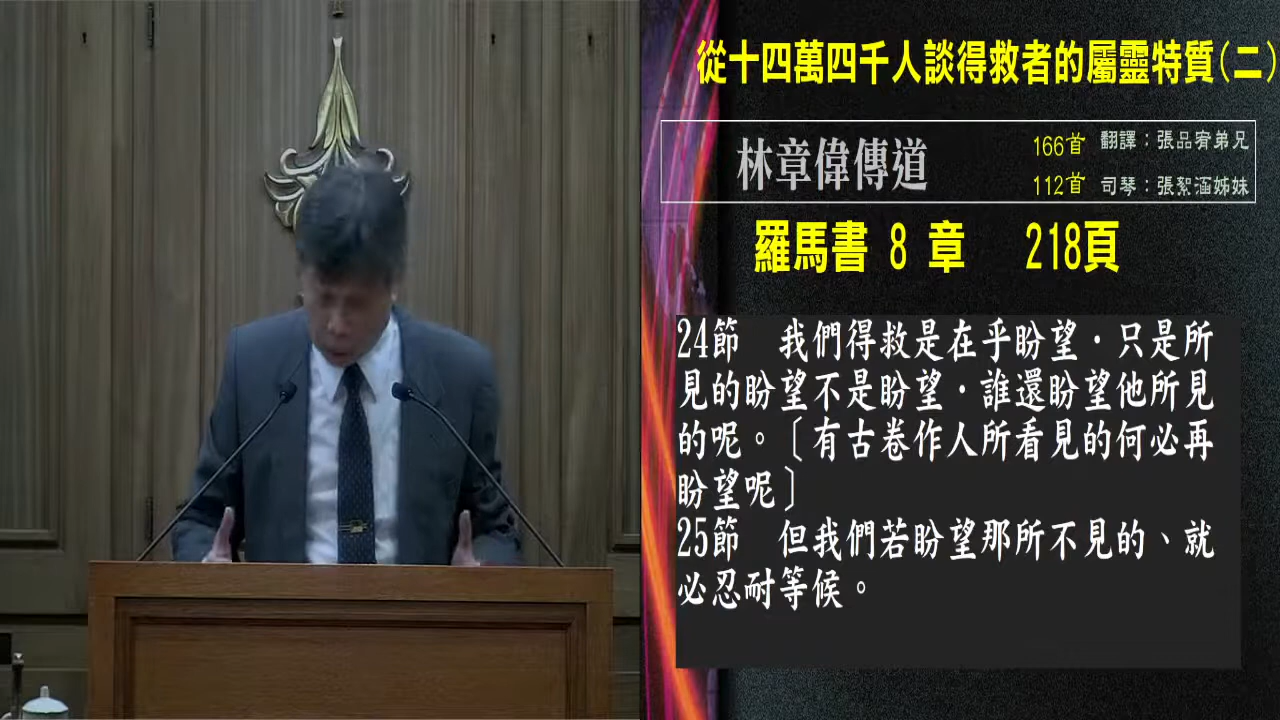 從十四萬四千人談得救者的屬靈特質(二)
林章偉傳道
166首 翻譯：張品宥弟兄
112首 司琴：張絮涵姊妹
羅馬書 8 章 218頁
24節 我們得救是在乎盼望．只是所
見的盼望不是盼望．誰還盼望他所見
的呢。〔有古卷作人所看見的何必再
盼望呢〕
25節 但我們若盼望那所不見的、就
必忍耐等候。